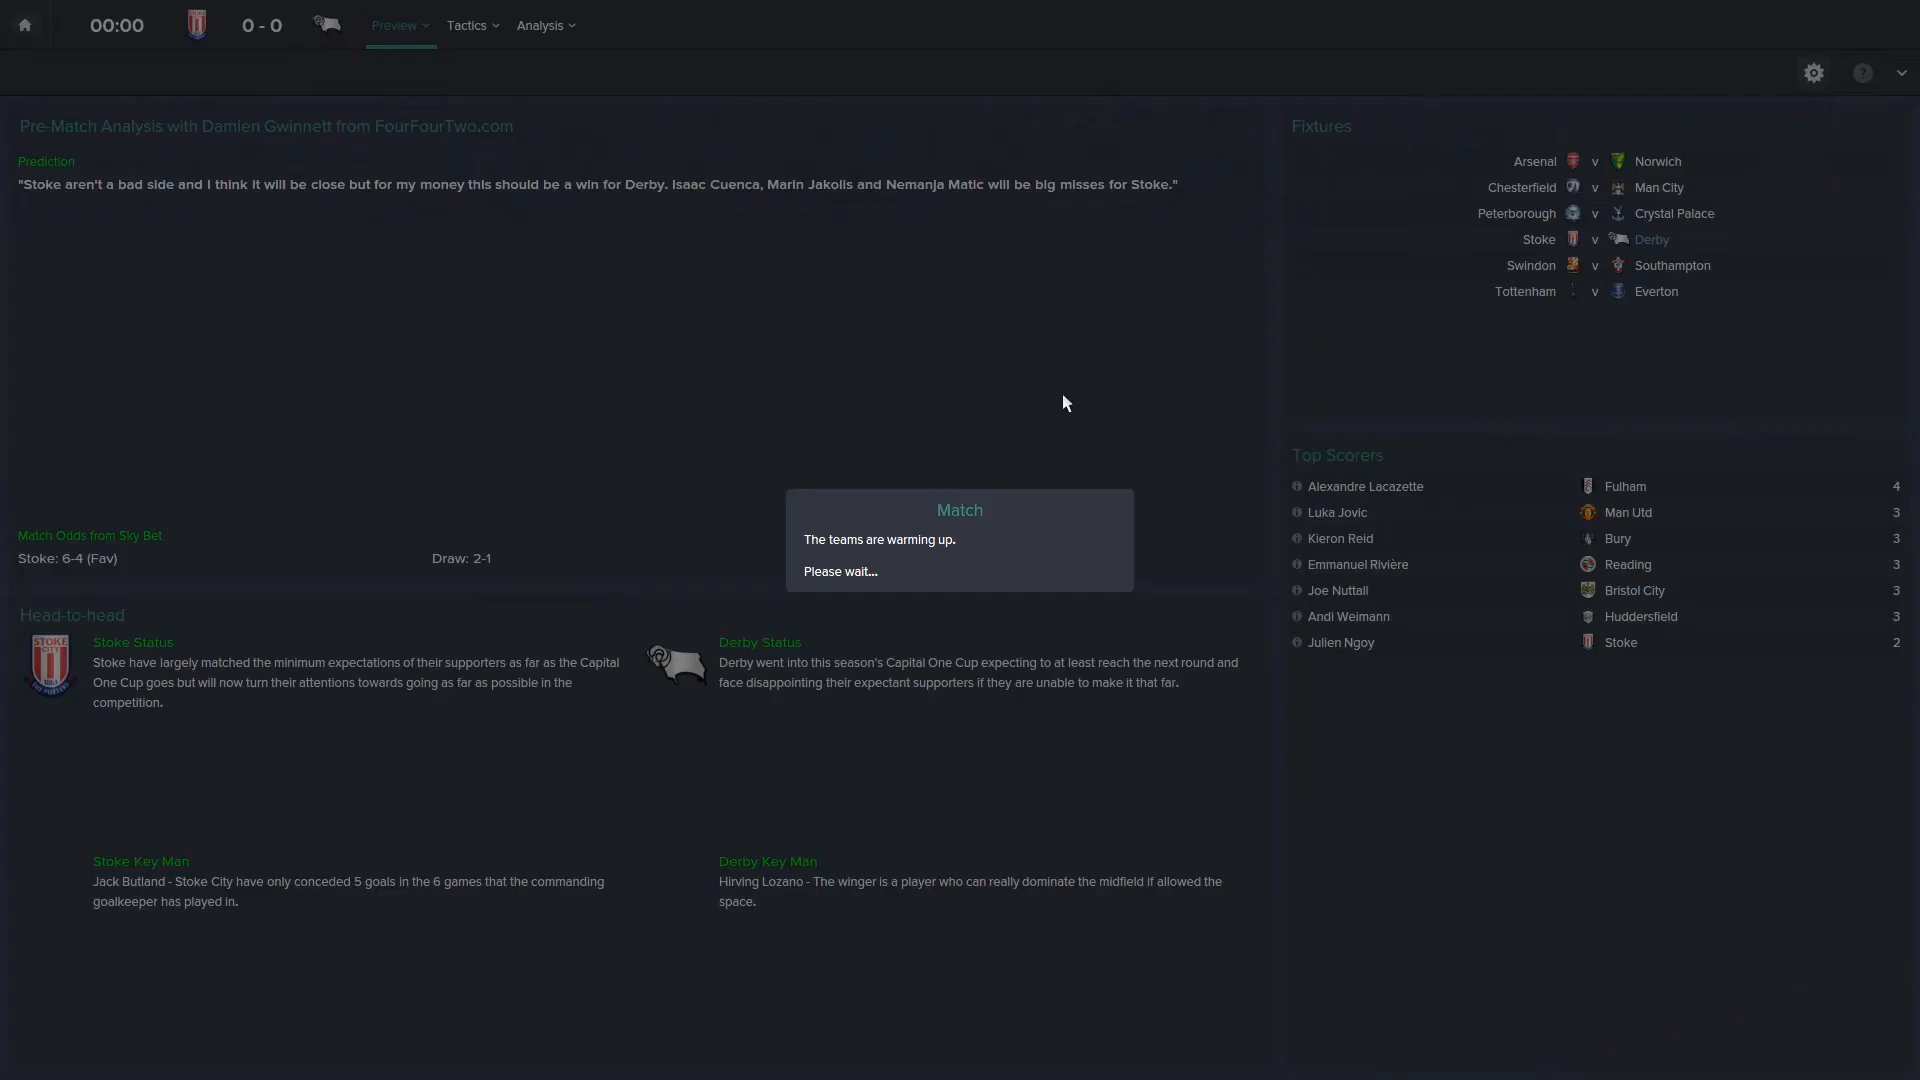 00:00
0 - 0
Preview
Tactics
Analysis
Pre-Match Analysis with Damien Gwinnett from FourFourTwo.com
Prediction
"Stoke aren't a bad side and I think it will be close but for my money this should be a win for Derby. Isaac Cuenca, Marin Jakolis and Nemanja Matic will be big misses for Stoke."
Match Odds from Sky Bet
Stoke: 6-4 (Fav)
Draw: 2-1
Match
The teams are warming up.
Please wait...
Head-to-head
STOKE
CITY
1863
THE POTTERS
Stoke Status
Stoke have largely matched the minimum expectations of their supporters as far as the Capital
One Cup goes but will now turn their attentions towards going as far as possible in the
competition.
Derby Status
Derby went into this season's Capital One Cup expecting to at least reach the next round and
face disappointing their expectant supporters if they are unable to make it that far.
Stoke Key Man
Jack Butland - Stoke City have only conceded 5 goals in the 6 games that the commanding
goalkeeper has played in.
Derby Key Man
Hirving Lozano - The winger is a player who can really dominate the midfield if allowed the
space.
?
Fixtures
Arsenal v Norwich
Chesterfield v Man City
Peterborough v Crystal Palace
Stoke v Derby
Swindon v Southampton
Tottenham v Everton
Top Scorers
Alexandre Lacazette Fulham 4
Luka Jovic Man Utd 3
Kieron Reid Bury 3
Emmanuel Rivière Reading 3
Joe Nuttall Bristol City 3
Andi Weimann Huddersfield 3
Julien Ngoy Stoke 2